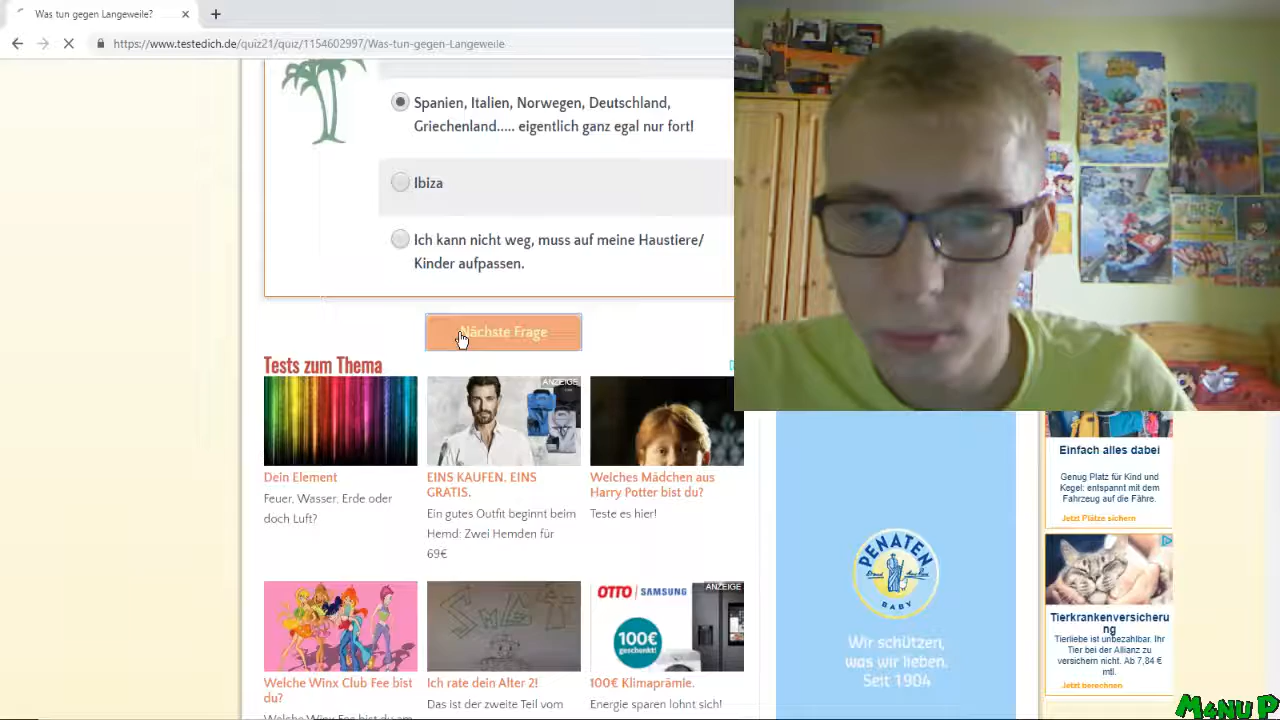 Was tun gegen Langeweile?
https://www.testedich.de/quiz21/quiz/1154602997/Was-tun-gegen-Langeweile
Spanien, Italien, Norwegen, Deutschland,
Griechenland..... eigentlich ganz egal nur fort!
Ibiza
Ich kann nicht weg, muss auf meine Haustiere/
Kinder aufpassen.
Nächste Frage
Tests zum Thema
ANZEIGE
Dein Element
Feuer, Wasser, Erde oder
doch Luft?
EINS KAUFEN. EINS
GRATIS.
Ein gutes Outfit beginnt beim
Hemd: Zwei Hemden für
69€
Welches Mädchen aus
Harry Potter bist du?
Teste es hier!
OTTO | SAMSUNG
ANZEIGE
100€
geschenkt!
Welche Winx Club Fee bist
du?
Ich rate dein Alter 2!
Das ist der zweite Teil vom
100€ Klimaprämie.
Energie sparen lohnt sich!
PENATEN
BABY
Wir schützen,
was wir lieben.
Seit 1904
Einfach alles dabei
Genug Platz für Kind und
Kegel: entspannt mit dem
Fahrzeug auf die Fähre.
Jetzt Plätze sichern
Tierkrankenversicheru
ng
Tierliebe ist unbezahlbar. Ihr
Tier bei der Allianz zu
versichern nicht. Ab 7,84 €
mtl.
Jetzt berechnen
M4NU P